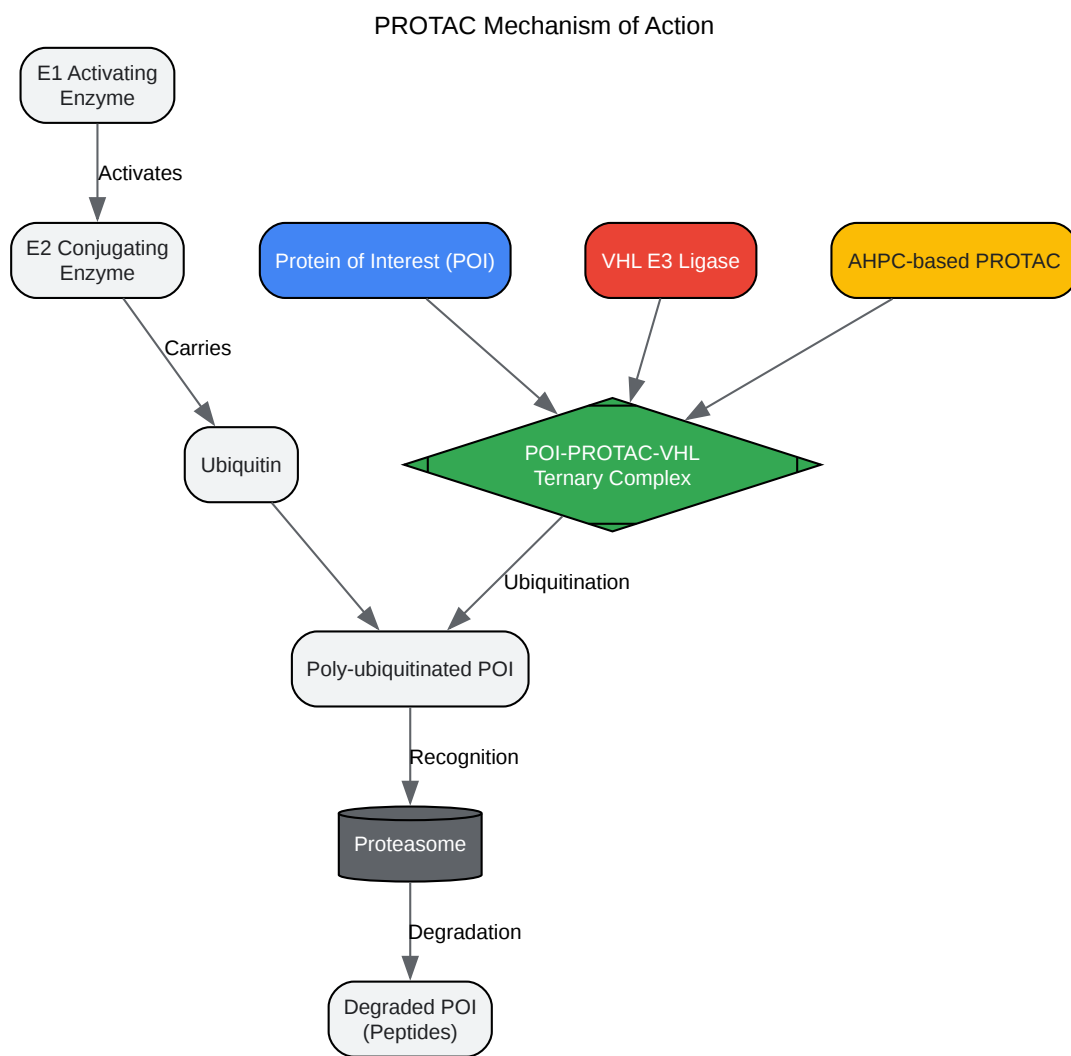 PROTAC Mechanism of Action
E1 Activating
Enzyme
Activates
E2 Conjugating
Enzyme
Protein of Interest (POI)
VHL E3 Ligase
AHPC-based PROTAC
Carries
Ubiquitin
POI-PROTAC-VHL
Ternary Complex
Ubiquitination
Poly-ubiquitinated POI
Recognition
Proteasome
Degradation
Degraded POI
(Peptides)